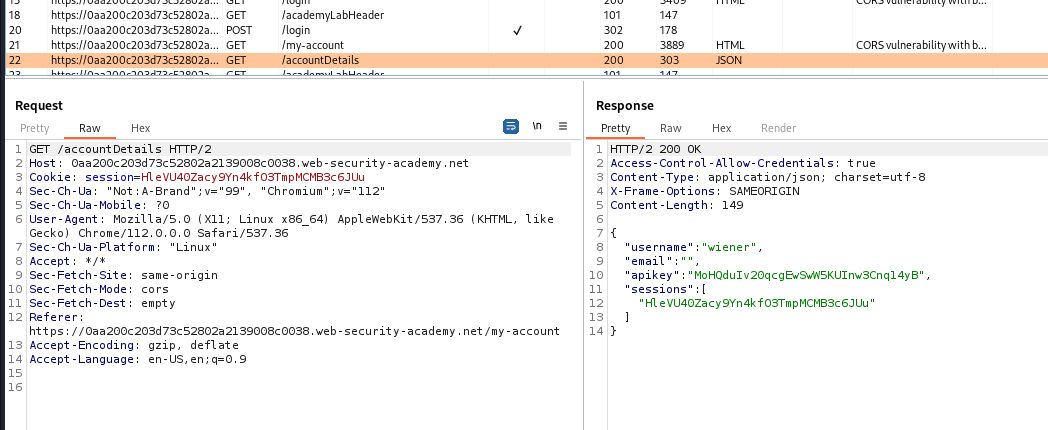 15 https://0aa200c203d73c52802a... GET /login 200 3409 HTML CORS vulnerability with b...
18 https://0aa200c203d73c52802a... GET /academyLabHeader 101 147
20 https://0aa200c203d73c52802a... POST /login ✓ 302 178
21 https://0aa200c203d73c52802a... GET /my-account 200 3889 HTML CORS vulnerability with b...
22 https://0aa200c203d73c52802a... GET /accountDetails 200 303 JSON
23 https://0aa200c203d73c52802a... GET /academyLabHeader 101 147
Request
Pretty Raw Hex \n
1 GET /accountDetails HTTP/2
2 Host: 0aa200c203d73c52802a2139008c0038.web-security-academy.net
3 Cookie: session=HleVU40Zacy9Yn4kfO3TmpMCMB3c6JUu
4 Sec-Ch-Ua: "Not:A-Brand";v="99", "Chromium";v="112"
5 Sec-Ch-Ua-Mobile: ?0
6 User-Agent: Mozilla/5.0 (X11; Linux x86_64) AppleWebKit/537.36 (KHTML, like
Gecko) Chrome/112.0.0.0 Safari/537.36
7 Sec-Ch-Ua-Platform: "Linux"
8 Accept: */*
9 Sec-Fetch-Site: same-origin
10 Sec-Fetch-Mode: cors
11 Sec-Fetch-Dest: empty
12 Referer:
https://0aa200c203d73c52802a2139008c0038.web-security-academy.net/my-account
13 Accept-Encoding: gzip, deflate
14 Accept-Language: en-US,en;q=0.9
15
16
Response
Pretty Raw Hex Render
1 HTTP/2 200 OK
2 Access-Control-Allow-Credentials: true
3 Content-Type: application/json; charset=utf-8
4 X-Frame-Options: SAMEORIGIN
5 Content-Length: 149
6
7 {
8 "username":"wiener",
9 "email":"",
10 "apikey":"MoHQduIv20qcgEwSwW5KUInw3Cnq14yB",
11 "sessions":[
12 "HleVU40Zacy9Yn4kfO3TmpMCMB3c6JUu"
13 ]
14 }